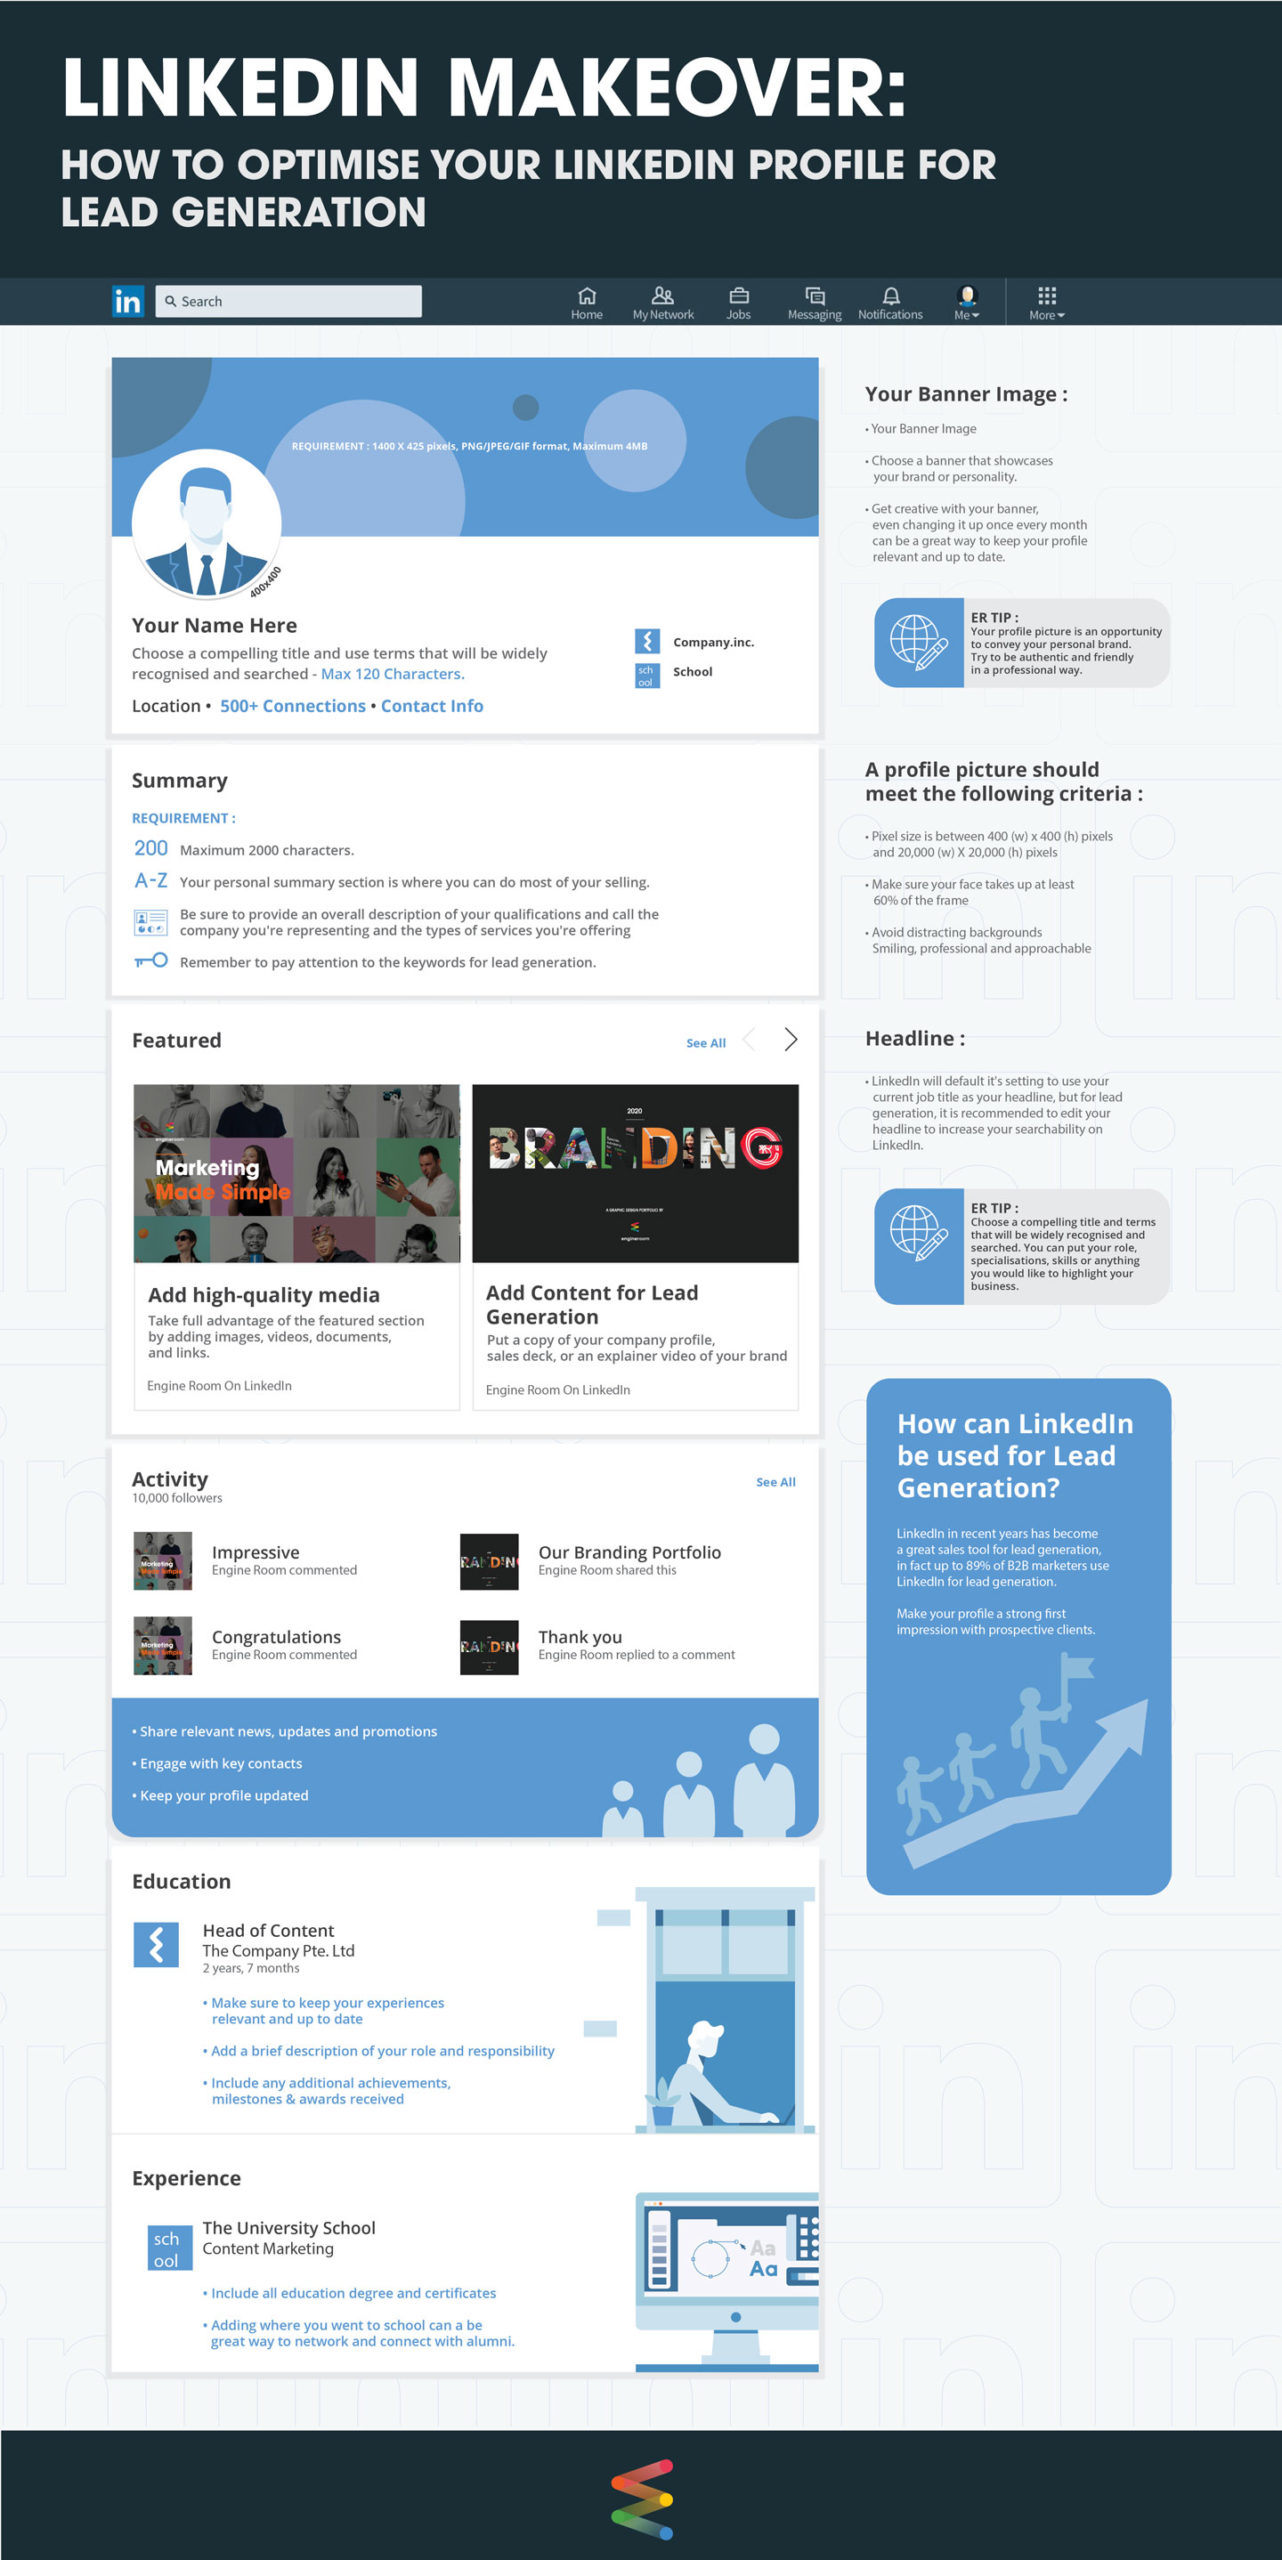 LINKEDIN MAKEOVER:
HOW TO OPTIMISE YOUR LINKEDIN PROFILE FOR
LEAD GENERATION
in
Search
Home
My Network
Jobs
Messaging
Notifications
Me
More
REQUIREMENT : 1400 X 425 pixels, PNG/JPEG/GIF format, Maximum 4MB
400x400
Your Name Here
Choose a compelling title and use terms that will be widely
recognised and searched - Max 120 Characters.
Location • 500+ Connections • Contact Info
Company.inc.
sch
ool
School
Your Banner Image :
• Your Banner Image
• Choose a banner that showcases
your brand or personality.
• Get creative with your banner,
even changing it up once every month
can be a great way to keep your profile
relevant and up to date.
ER TIP :
Your profile picture is an opportunity
to convey your personal brand.
Try to be authentic and friendly
in a professional way.
Summary
REQUIREMENT :
200 Maximum 2000 characters.
A-Z Your personal summary section is where you can do most of your selling.
Be sure to provide an overall description of your qualifications and call the
company you're representing and the types of services you're offering
Remember to pay attention to the keywords for lead generation.
A profile picture should
meet the following criteria :
• Pixel size is between 400 (w) x 400 (h) pixels
and 20,000 (w) X 20,000 (h) pixels
• Make sure your face takes up at least
60% of the frame
• Avoid distracting backgrounds
Smiling, professional and approachable
Featured
See All
engineroom
Marketing
Made Simple
2020
BRANDING
A GRAPHIC DESIGN PORTFOLIO BY
engineroom
Add high-quality media
Take full advantage of the featured section
by adding images, videos, documents,
and links.
Engine Room On LinkedIn
Add Content for Lead
Generation
Put a copy of your company profile,
sales deck, or an explainer video of your brand
Engine Room On LinkedIn
Headline :
• LinkedIn will default it's setting to use your
current job title as your headline, but for lead
generation, it is recommended to edit your
headline to increase your searchability on
LinkedIn.
ER TIP :
Choose a compelling title and terms
that will be widely recognised and
searched. You can put your role,
specialisations, skills or anything
you would like to highlight your
business.
How can LinkedIn
be used for Lead
Generation?
LinkedIn in recent years has become
a great sales tool for lead generation,
in fact up to 89% of B2B marketers use
LinkedIn for lead generation.
Make your profile a strong first
impression with prospective clients.
Activity
10,000 followers
See All
Marketing
Made Simple
Impressive
Engine Room commented
RANDIN
Our Branding Portfolio
Engine Room shared this
Marketing
Made Simple
Congratulations
Engine Room commented
RANDIN
Thank you
Engine Room replied to a comment
• Share relevant news, updates and promotions
• Engage with key contacts
• Keep your profile updated
Education
Head of Content
The Company Pte. Ltd
2 years, 7 months
• Make sure to keep your experiences
relevant and up to date
• Add a brief description of your role and responsibility
• Include any additional achievements,
milestones & awards received
Experience
sch
ool
The University School
Content Marketing
• Include all education degree and certificates
• Adding where you went to school can a be
great way to network and connect with alumni.
Aa
Aa